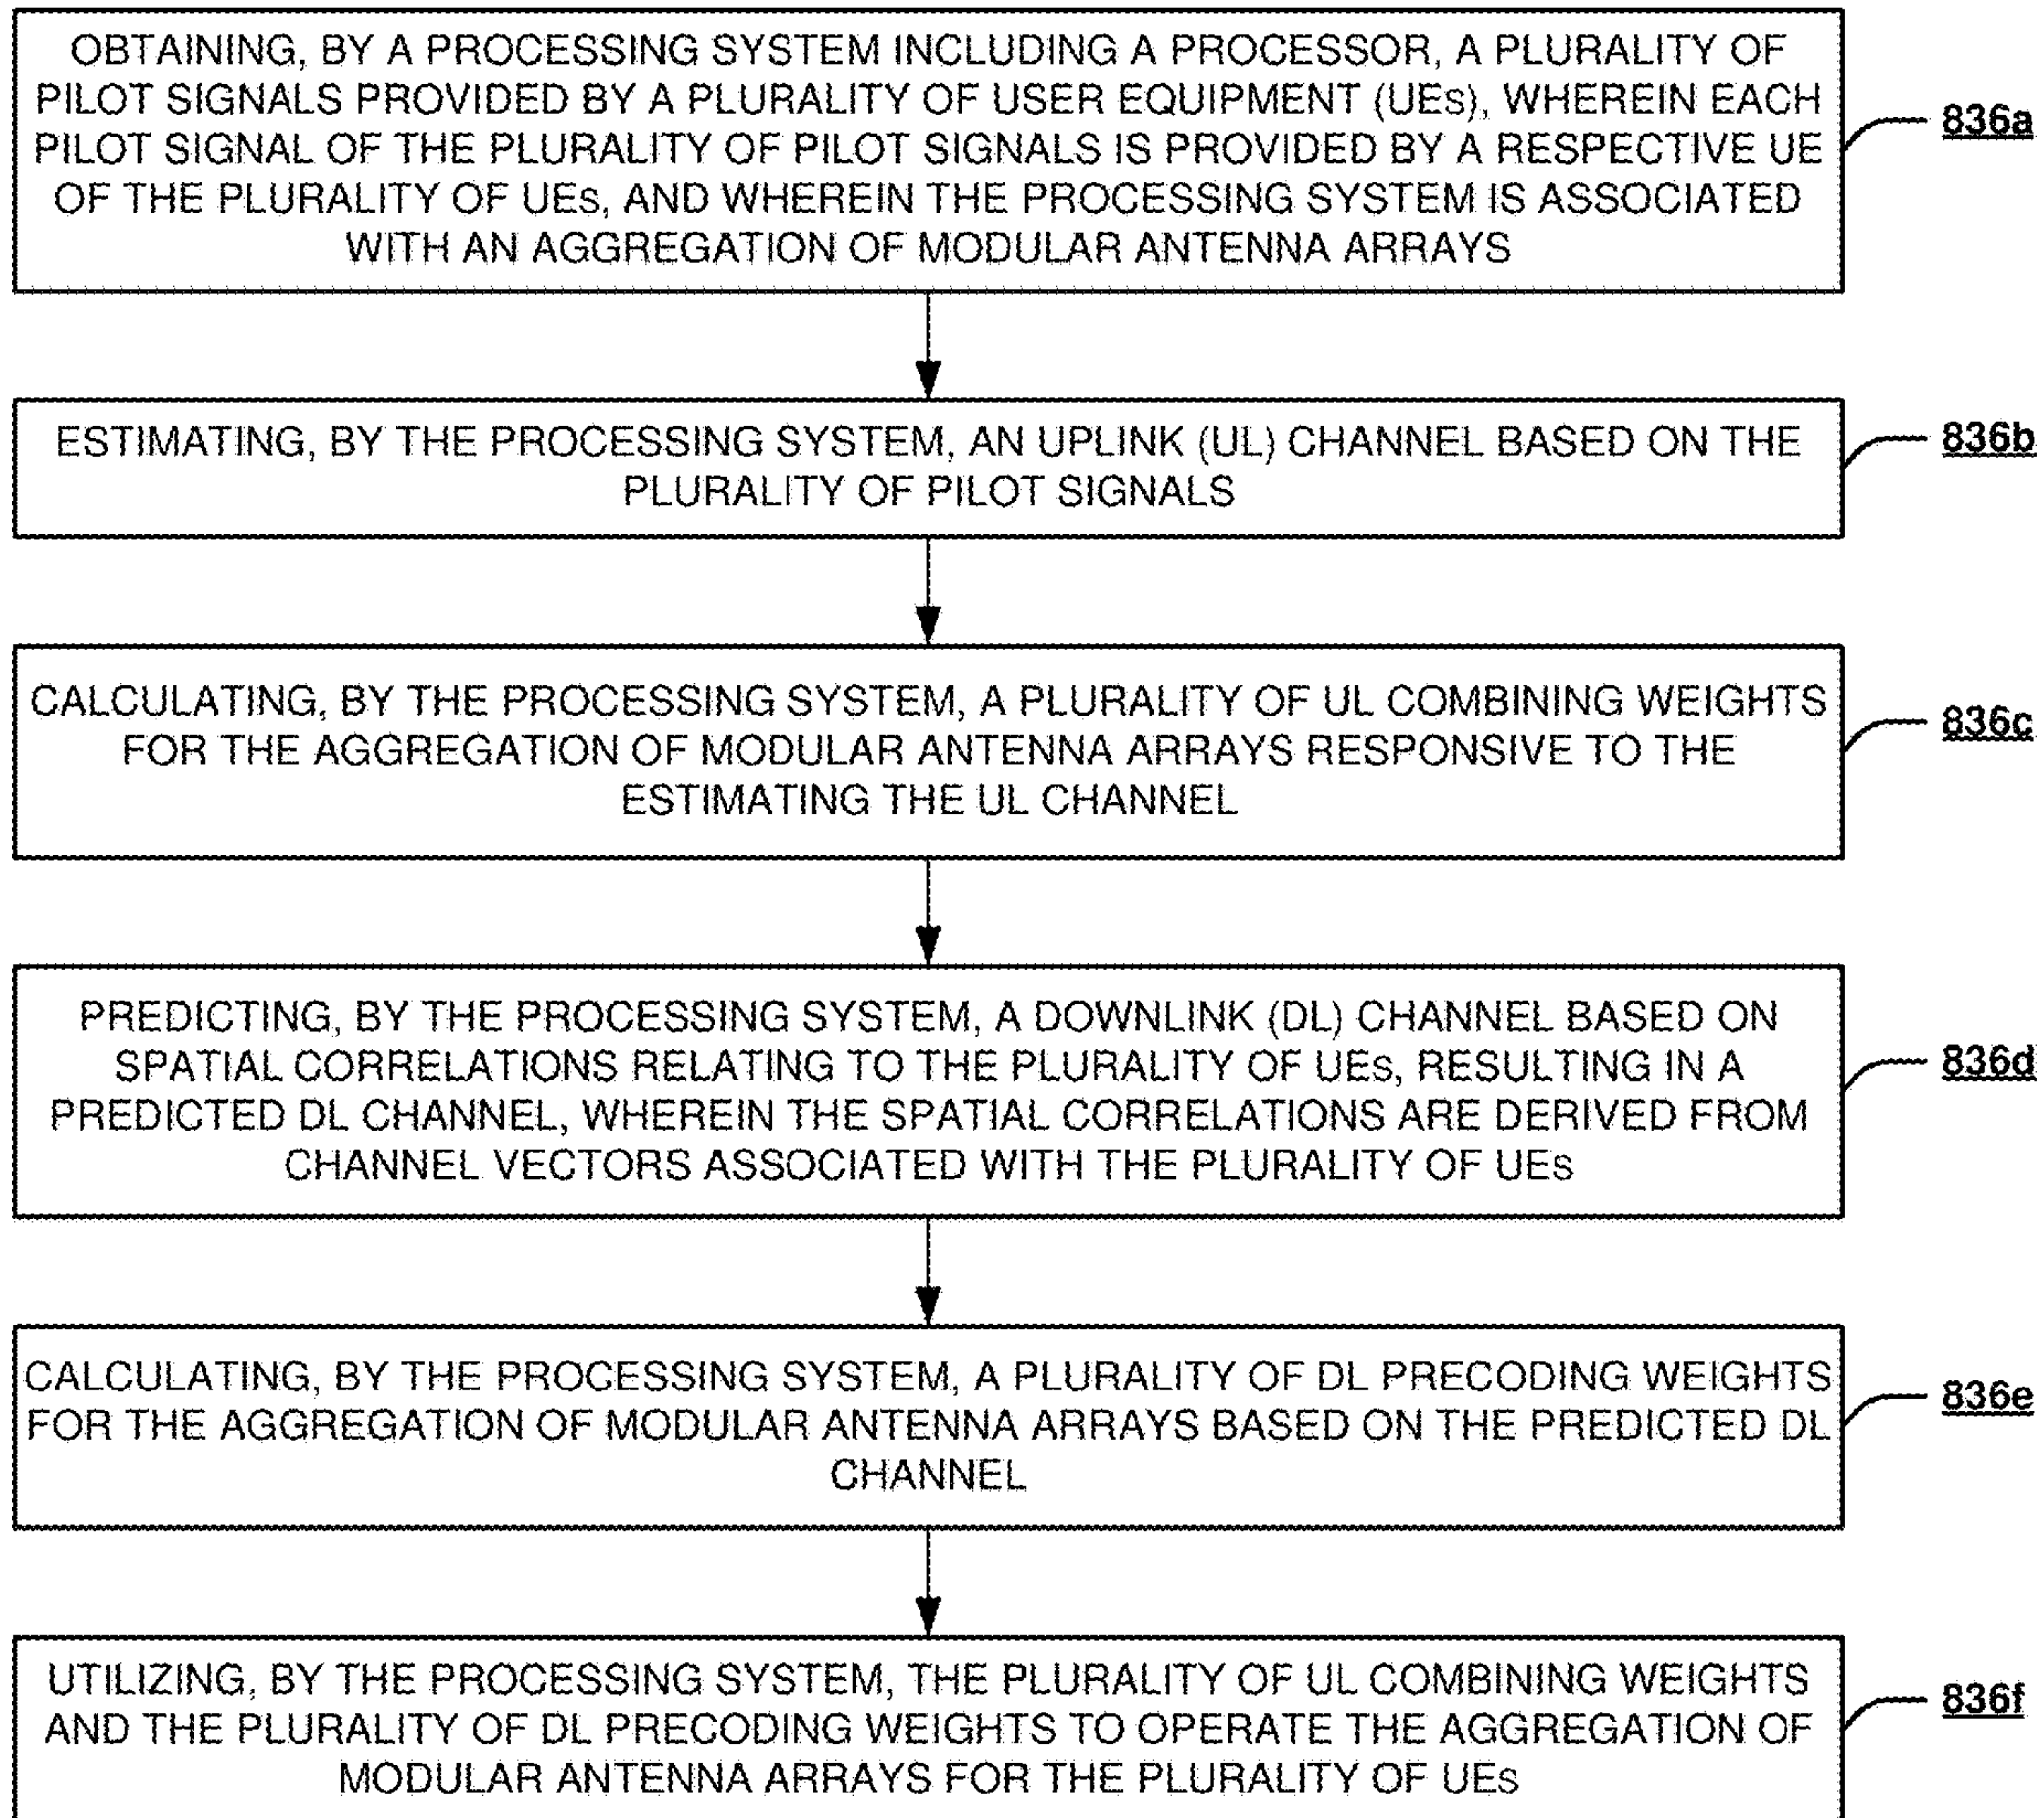 OBTAINING, BY A PROCESSING SYSTEM INCLUDING A PROCESSOR, A PLURALITY OF
PILOT SIGNALS PROVIDED BY A PLURALITY OF USER EQUIPMENT (UEs), WHEREIN EACH
PILOT SIGNAL OF THE PLURALITY OF PILOT SIGNALS IS PROVIDED BY A RESPECTIVE UE
OF THE PLURALITY OF UEs, AND WHEREIN THE PROCESSING SYSTEM IS ASSOCIATED
WITH AN AGGREGATION OF MODULAR ANTENNA ARRAYS
836a
ESTIMATING, BY THE PROCESSING SYSTEM, AN UPLINK (UL) CHANNEL BASED ON THE
PLURALITY OF PILOT SIGNALS
836b
CALCULATING, BY THE PROCESSING SYSTEM, A PLURALITY OF UL COMBINING WEIGHTS
FOR THE AGGREGATION OF MODULAR ANTENNA ARRAYS RESPONSIVE TO THE
ESTIMATING THE UL CHANNEL
836c
PREDICTING, BY THE PROCESSING SYSTEM, A DOWNLINK (DL) CHANNEL BASED ON
SPATIAL CORRELATIONS RELATING TO THE PLURALITY OF UEs, RESULTING IN A
PREDICTED DL CHANNEL, WHEREIN THE SPATIAL CORRELATIONS ARE DERIVED FROM
CHANNEL VECTORS ASSOCIATED WITH THE PLURALITY OF UEs
836d
CALCULATING, BY THE PROCESSING SYSTEM, A PLURALITY OF DL PRECODING WEIGHTS
FOR THE AGGREGATION OF MODULAR ANTENNA ARRAYS BASED ON THE PREDICTED DL
CHANNEL
836e
UTILIZING, BY THE PROCESSING SYSTEM, THE PLURALITY OF UL COMBINING WEIGHTS
AND THE PLURALITY OF DL PRECODING WEIGHTS TO OPERATE THE AGGREGATION OF
MODULAR ANTENNA ARRAYS FOR THE PLURALITY OF UEs
836f